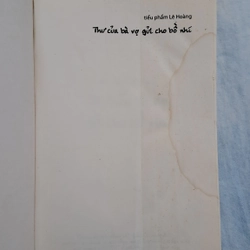 tiểu phẩm Lê Hoàng
Thư của bà vợ gửi cho bồ nhí